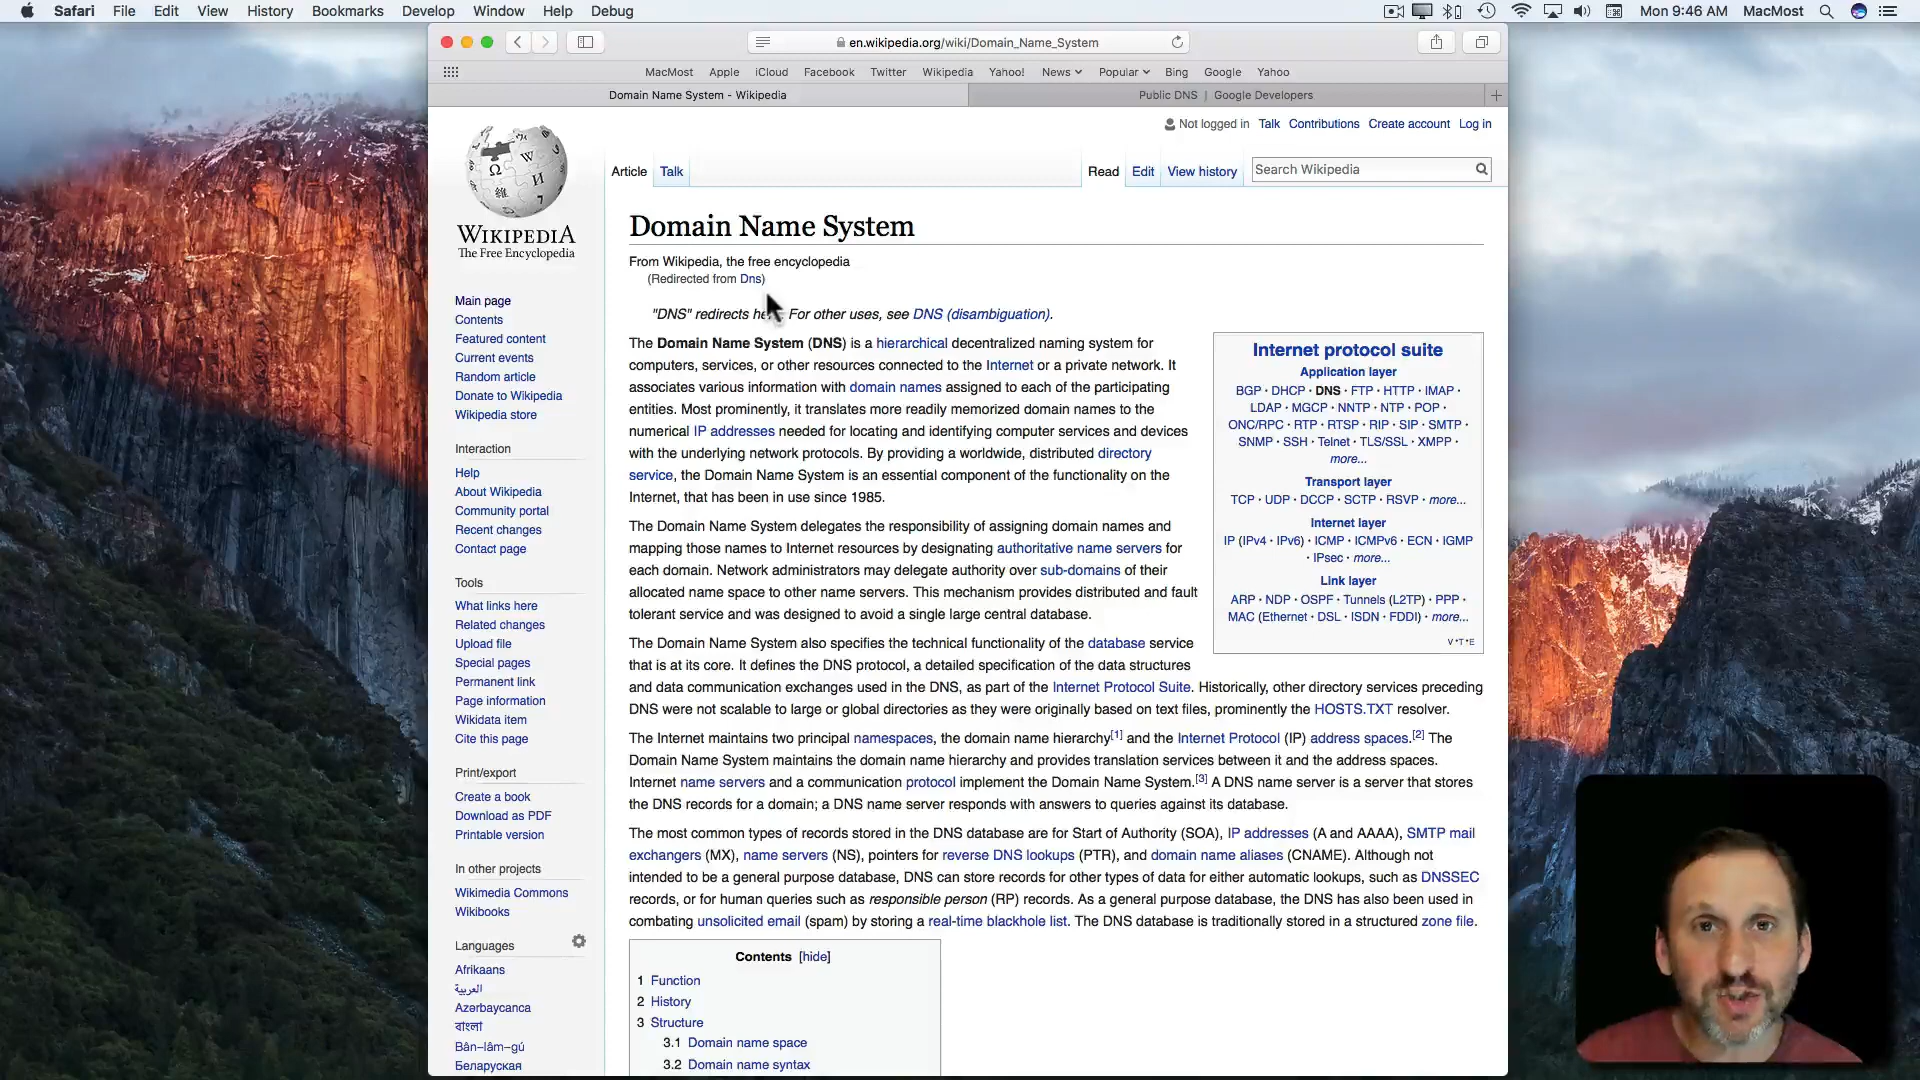 Safari File Edit View History Bookmarks Develop Window Help Debug
Mon 9:46 AM MacMost
en.wikipedia.org/wiki/Domain_Name_System
MacMost Apple iCloud Facebook Twitter Wikipedia Yahoo! News Popular Bing Google Yahoo
Domain Name System - Wikipedia
Public DNS | Google Developers
Not logged in Talk Contributions Create account Log in
Article Talk
Read Edit View history Search Wikipedia
WIKIPEDIA
The Free Encyclopedia
Main page
Contents
Featured content
Current events
Random article
Donate to Wikipedia
Wikipedia store
Interaction
Help
About Wikipedia
Community portal
Recent changes
Contact page
Tools
What links here
Related changes
Upload file
Special pages
Permanent link
Page information
Wikidata item
Cite this page
Print/export
Create a book
Download as PDF
Printable version
In other projects
Wikimedia Commons
Wikibooks
Languages
Afrikaans
العربية
Azərbaycanca
বাংলা
Bân-lâm-gú
Беларуская
Domain Name System
From Wikipedia, the free encyclopedia
(Redirected from Dns)
"DNS" redirects For other uses, see DNS (disambiguation).
The Domain Name System (DNS) is a hierarchical decentralized naming system for
computers, services, or other resources connected to the Internet or a private network. It
associates various information with domain names assigned to each of the participating
entities. Most prominently, it translates more readily memorized domain names to the
numerical IP addresses needed for locating and identifying computer services and devices
with the underlying network protocols. By providing a worldwide, distributed directory
service, the Domain Name System is an essential component of the functionality on the
Internet, that has been in use since 1985.
The Domain Name System delegates the responsibility of assigning domain names and
mapping those names to Internet resources by designating authoritative name servers for
each domain. Network administrators may delegate authority over sub-domains of their
allocated name space to other name servers. This mechanism provides distributed and fault
tolerant service and was designed to avoid a single large central database.
The Domain Name System also specifies the technical functionality of the database service
that is at its core. It defines the DNS protocol, a detailed specification of the data structures
and data communication exchanges used in the DNS, as part of the Internet Protocol Suite. Historically, other directory services preceding
DNS were not scalable to large or global directories as they were originally based on text files, prominently the HOSTS.TXT resolver.
The Internet maintains two principal namespaces, the domain name hierarchy[1] and the Internet Protocol (IP) address spaces.[2] The
Domain Name System maintains the domain name hierarchy and provides translation services between it and the address spaces.
Internet name servers and a communication protocol implement the Domain Name System.[3] A DNS name server is a server that stores
the DNS records for a domain; a DNS name server responds with answers to queries against its database.
The most common types of records stored in the DNS database are for Start of Authority (SOA), IP addresses (A and AAAA), SMTP mail
exchangers (MX), name servers (NS), pointers for reverse DNS lookups (PTR), and domain name aliases (CNAME). Although not
intended to be a general purpose database, DNS can store records for other types of data for either automatic lookups, such as DNSSEC
records, or for human queries such as responsible person (RP) records. As a general purpose database, the DNS has also been used in
combating unsolicited email (spam) by storing a real-time blackhole list. The DNS database is traditionally stored in a structured zone file.
Internet protocol suite
Application layer
BGP · DHCP · DNS · FTP · HTTP · IMAP ·
LDAP · MGCP · NNTP · NTP · POP ·
ONC/RPC · RTP · RTSP · RIP · SIP · SMTP ·
SNMP · SSH · Telnet · TLS/SSL · XMPP ·
more...
Transport layer
TCP · UDP · DCCP · SCTP · RSVP · more...
Internet layer
IP (IPv4 · IPv6) · ICMP · ICMPv6 · ECN · IGMP
· IPsec · more...
Link layer
ARP · NDP · OSPF · Tunnels (L2TP) · PPP ·
MAC (Ethernet · DSL · ISDN · FDDI) · more...
V · T · E
Contents [hide]
1 Function
2 History
3 Structure
3.1 Domain name space
3.2 Domain name syntax